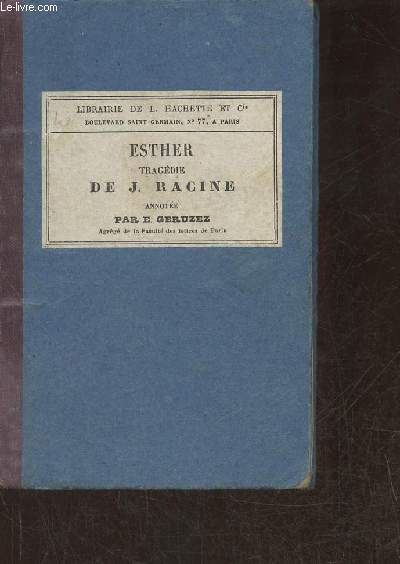 Le-livre.com
LIBRAIRIE DE L. HACHETTE ET Cie
BOULEVARD SAINT-GERMAIN, N° 77, A PARIS
ESTHER
TRAGÉDIE
DE J. RACINE
ANNOTÉE
PAR E. GERUZEZ
Agrégé de la Faculté des lettres de Paris